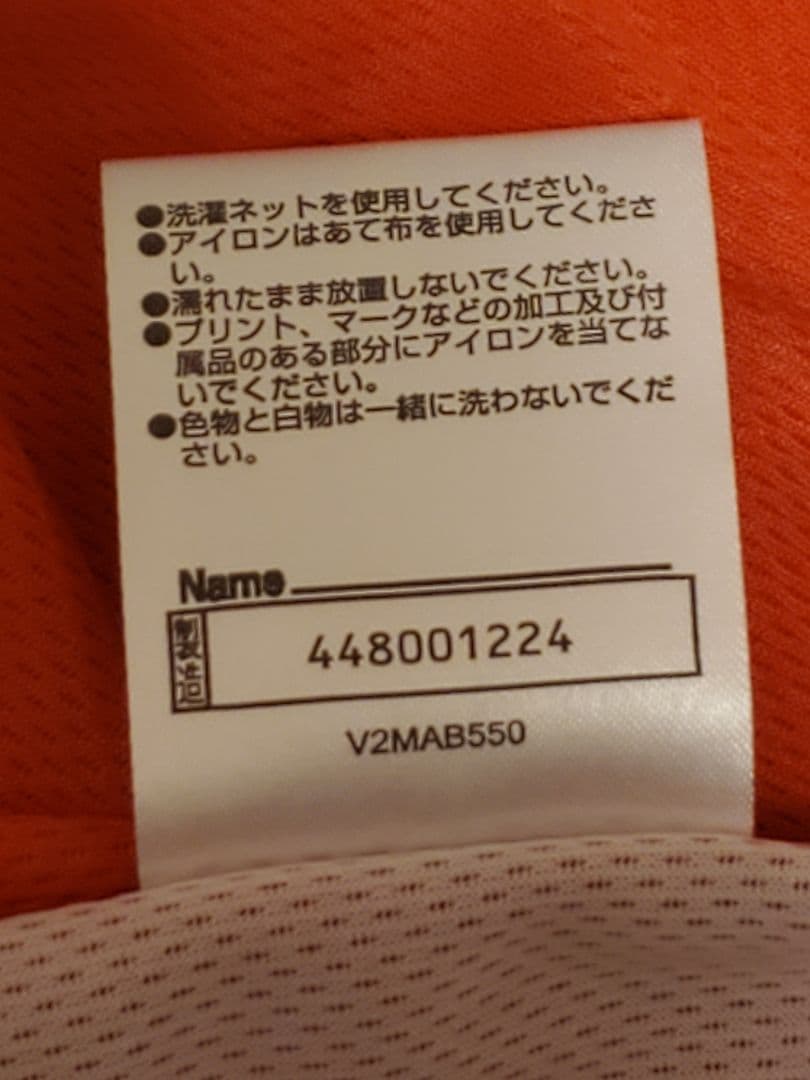 ●洗濯ネットを使用してください。
●アイロンはあて布を使用してくださ
い。
●濡れたまま放置しないでください。
●プリント、マークなどの加工及び付
属品のある部分にアイロンを当てな
いでください。
●色物と白物は一緒に洗わないでくだ
さい。
Name
448001224
V2MAB550